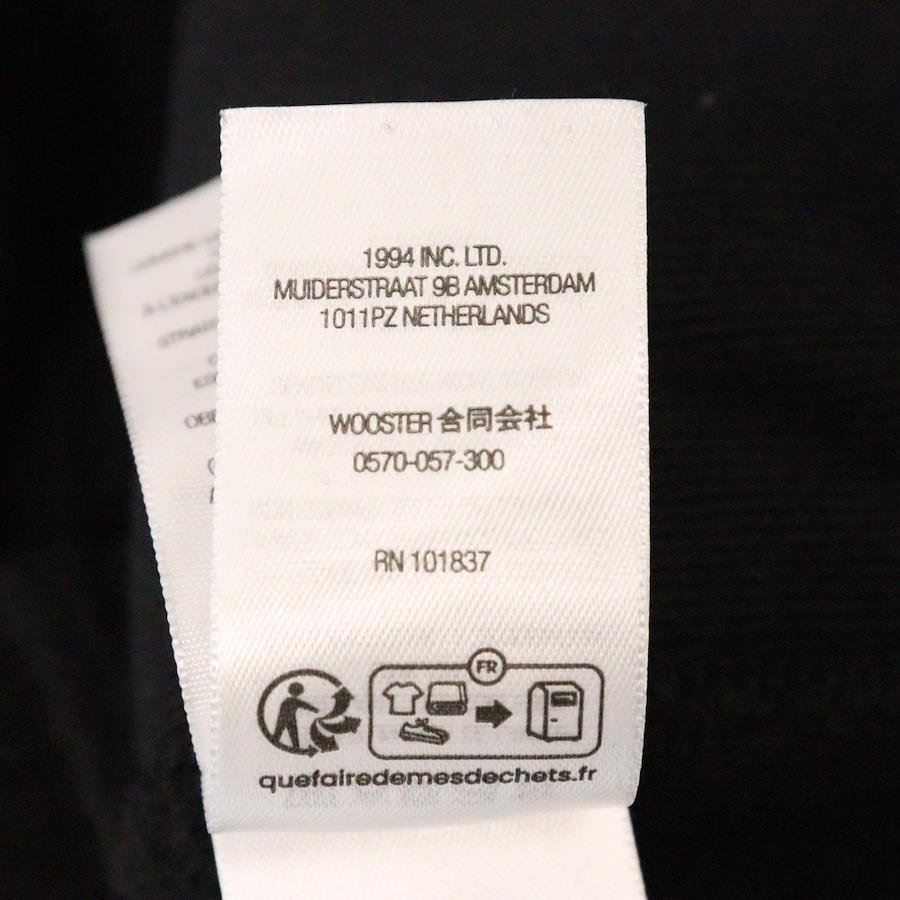 1994 INC. LTD.
MUIDERSTRAAT 9B AMSTERDAM
1011PZ NETHERLANDS
WOOSTER 合同会社
0570-057-300
RN 101837
FR
quefairedemesdechets.fr